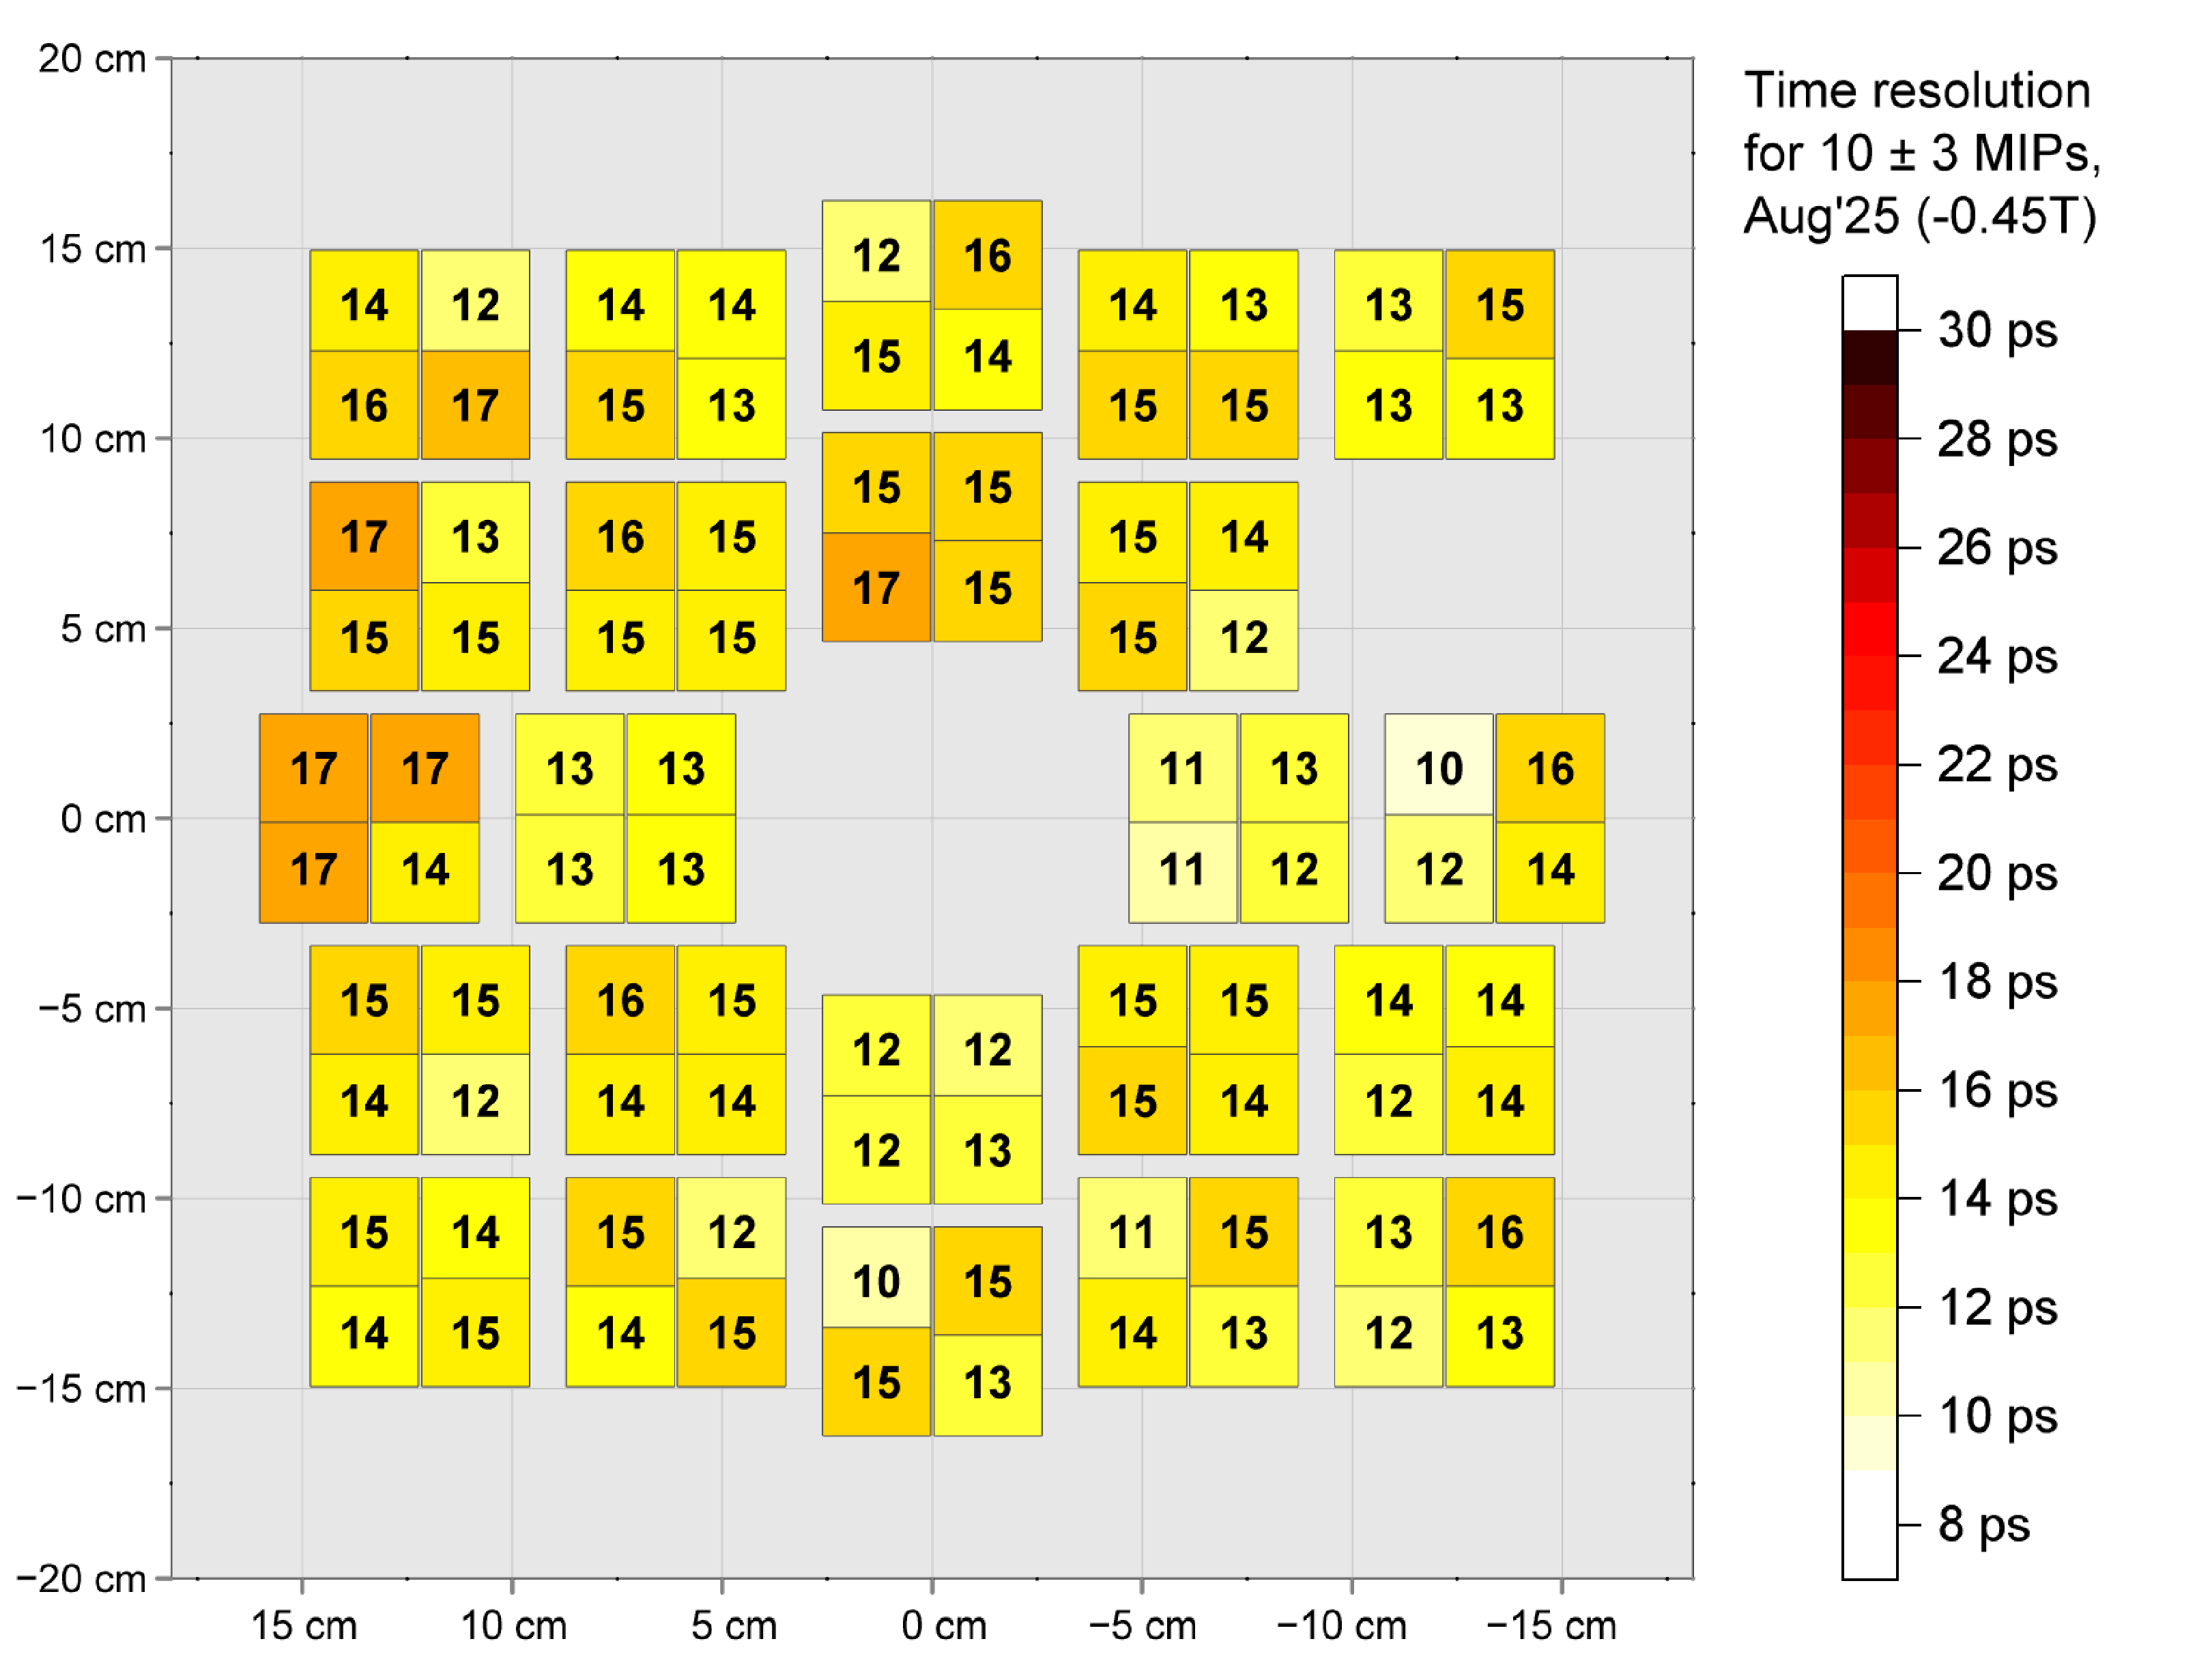 Time resolution
for 10 ± 3 MIPs,
Aug'25 (-0.45T)
20 cm
15 cm
10 cm
5 cm
0 cm
−5 cm
−10 cm
−15 cm
−20 cm
12 16
14 12 14 14 14 13 13 15
15 14
16 17 15 13 15 15 13 13
15 15
17 13 16 15 15 14
17 15
15 15 15 15 15 12
17 17 13 13 11 13 10 16
17 14 13 13 11 12 12 14
15 15 16 15 15 15 14 14
12 12
14 12 14 14 15 14 12 14
12 13
15 14 15 12 11 15 13 16
10 15
14 15 14 15 14 13 12 13
15 13
15 cm 10 cm 5 cm 0 cm −5 cm −10 cm −15 cm
30 ps
28 ps
26 ps
24 ps
22 ps
20 ps
18 ps
16 ps
14 ps
12 ps
10 ps
8 ps